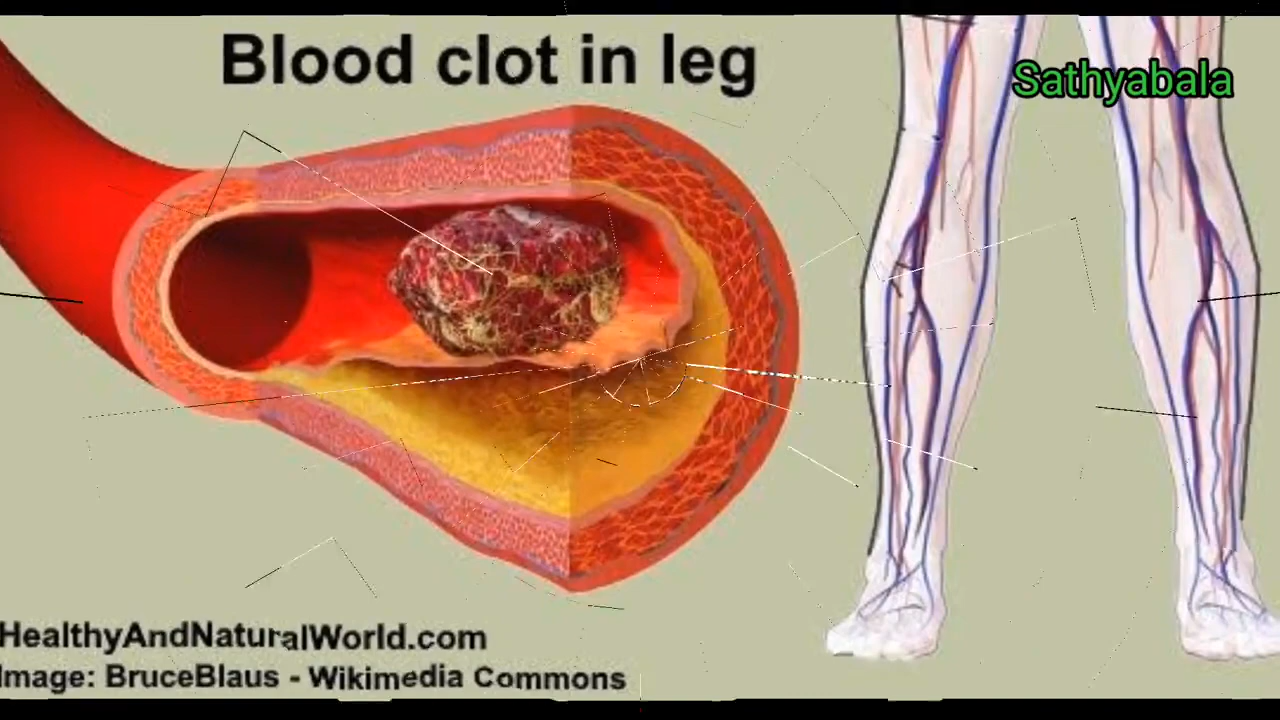 Blood clot in leg
Sathyabala
HealthyAndNaturalWorld.com
Image: BruceBlaus - Wikimedia Commons